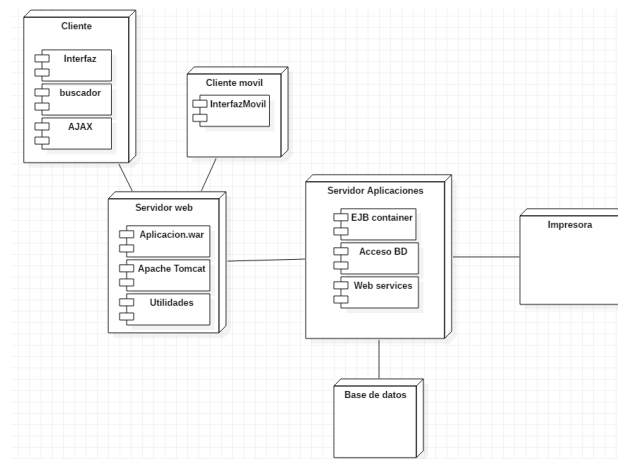 Cliente
Interfaz
buscador
AJAX
Cliente movil
InterfazMovil
Servidor web
Aplicacion.war
Apache Tomcat
Utilidades
Servidor Aplicaciones
EJB container
Acceso BD
Web services
Impresora
Base de datos